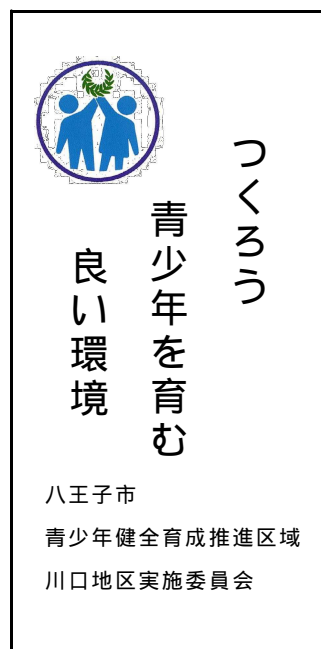 つくろう
青少年を育む
良い環境
八王子市
青少年健全育成推進区域
川口地区実施委員会